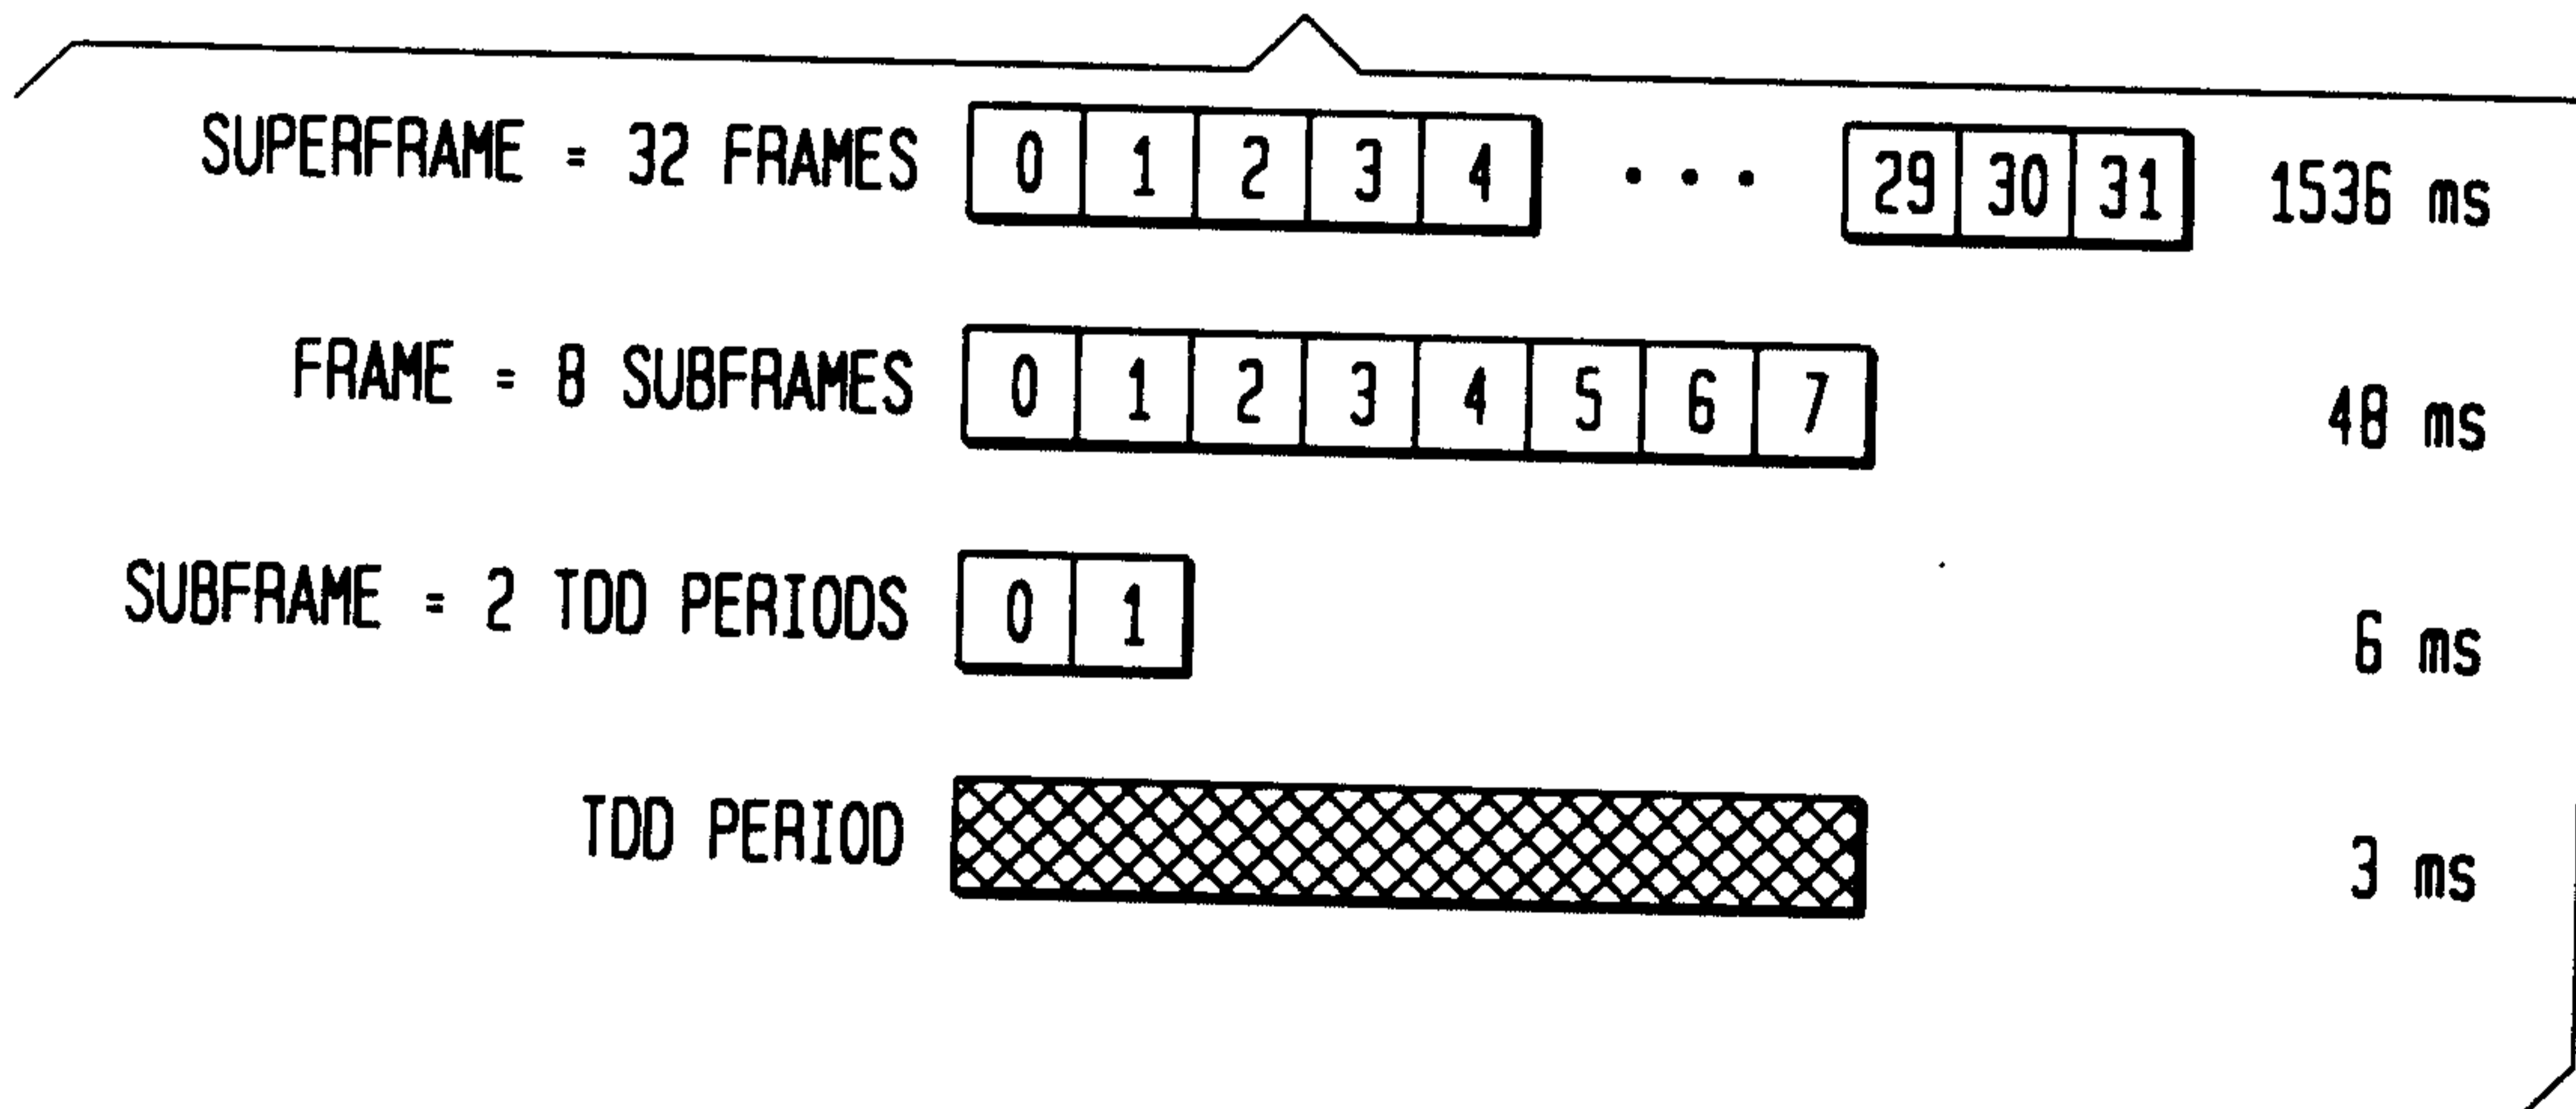 SUPERFRAME = 32 FRAMES 0 1 2 3 4 • • • 29 30 31 1536 ms
FRAME = 8 SUBFRAMES 0 1 2 3 4 5 6 7 48 ms
SUBFRAME = 2 TDD PERIODS 0 1 6 ms
TDD PERIOD 3 ms